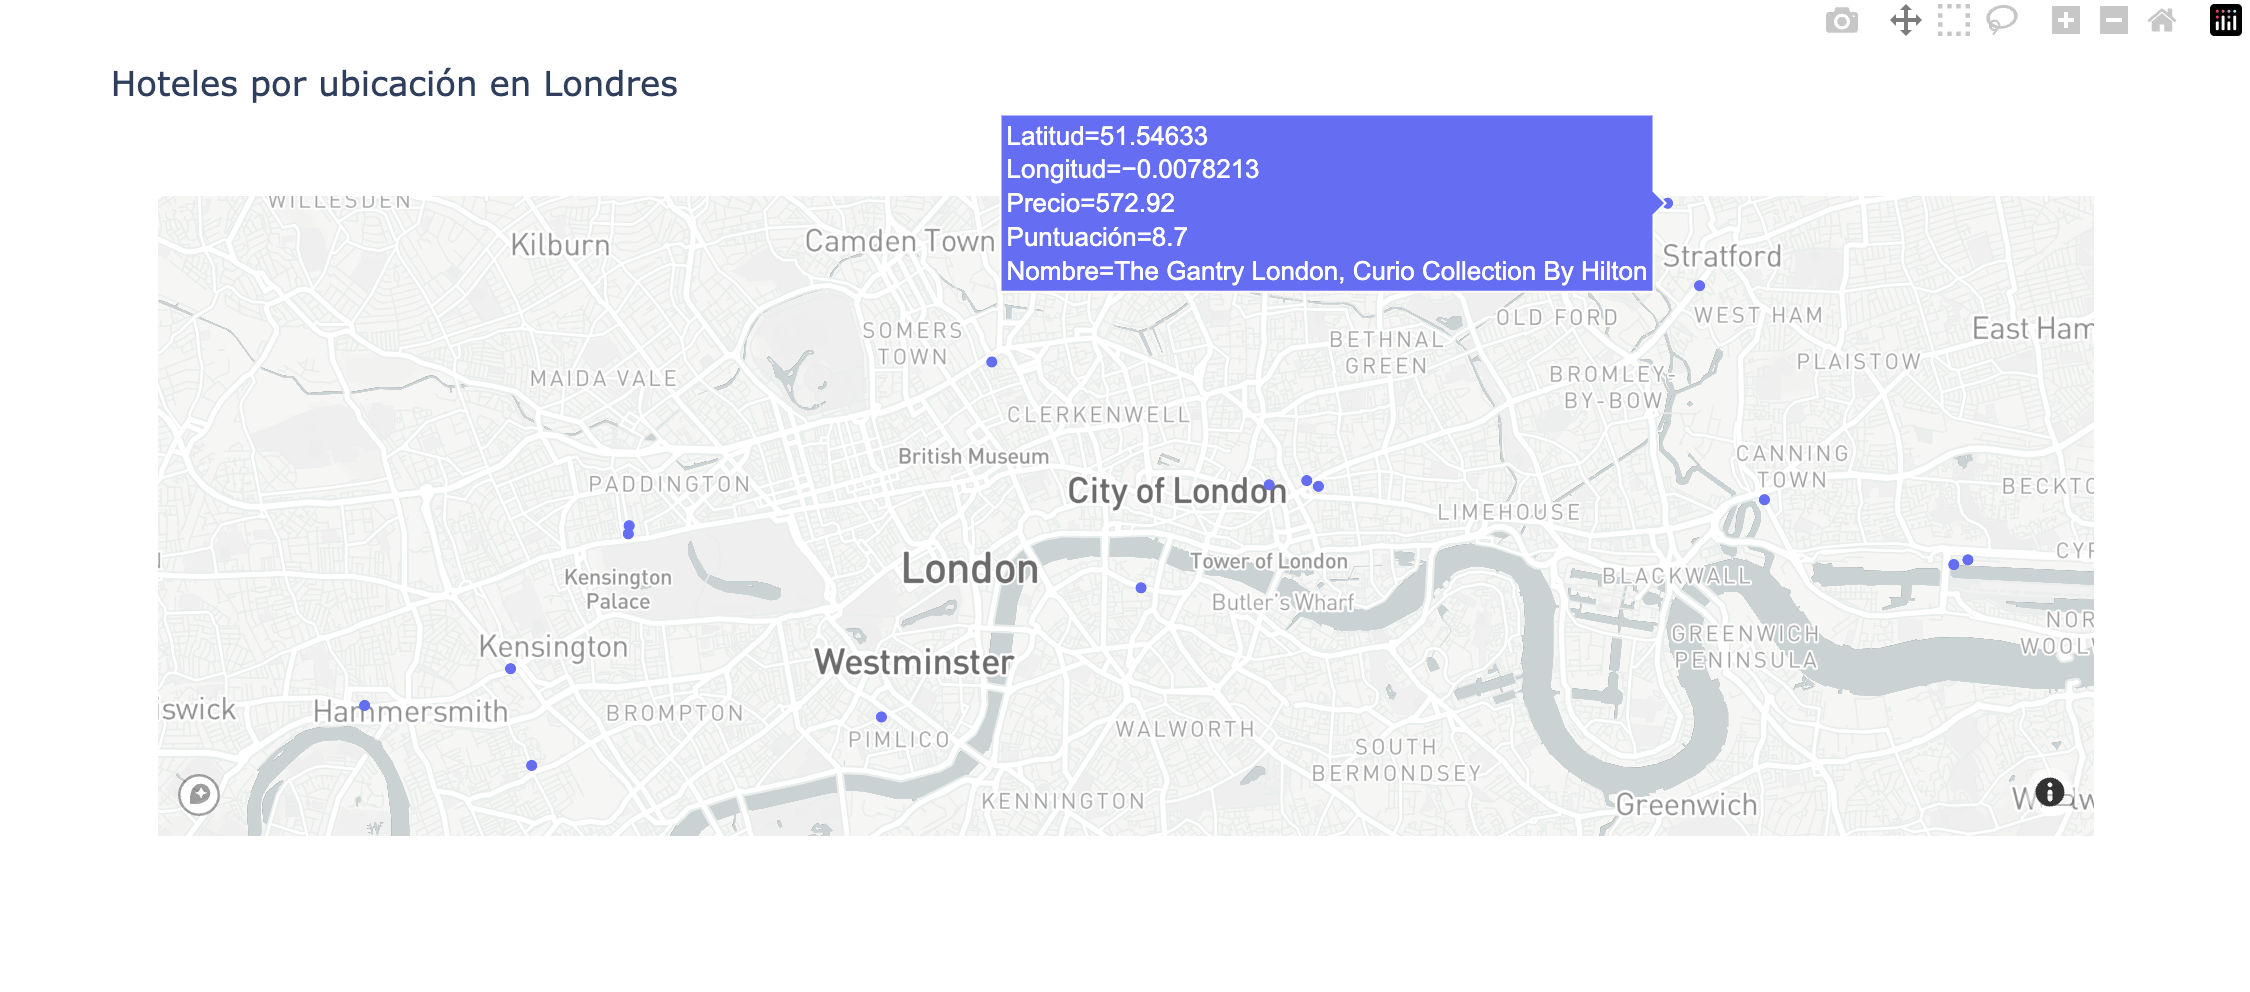 Hoteles por ubicación en Londres
Latitud=51.54633
Longitud=−0.0078213
Precio=572.92
Puntuación=8.7
Nombre=The Gantry London, Curio Collection By Hilton
WILLESDEN
Kilburn
Camden Town
Stratford
SOMERS
TOWN
OLD FORD
WEST HAM
East Ham
BETHNAL
GREEN
PLAISTOW
MAIDA VALE
BROMLEY-
BY-BOW
CLERKENWELL
British Museum
CANNING
TOWN
PADDINGTON
City of London
BECKTO
LIMEHOUSE
London
Tower of London
CYP
Kensington
Palace
BLACKWALL
Butler's Wharf
NOR
WOOLW
Kensington
GREENWICH
PENINSULA
Westminster
iswick
Hammersmith
BROMPTON
PIMLICO
WALWORTH
SOUTH
BERMONDSEY
KENNINGTON
Greenwich